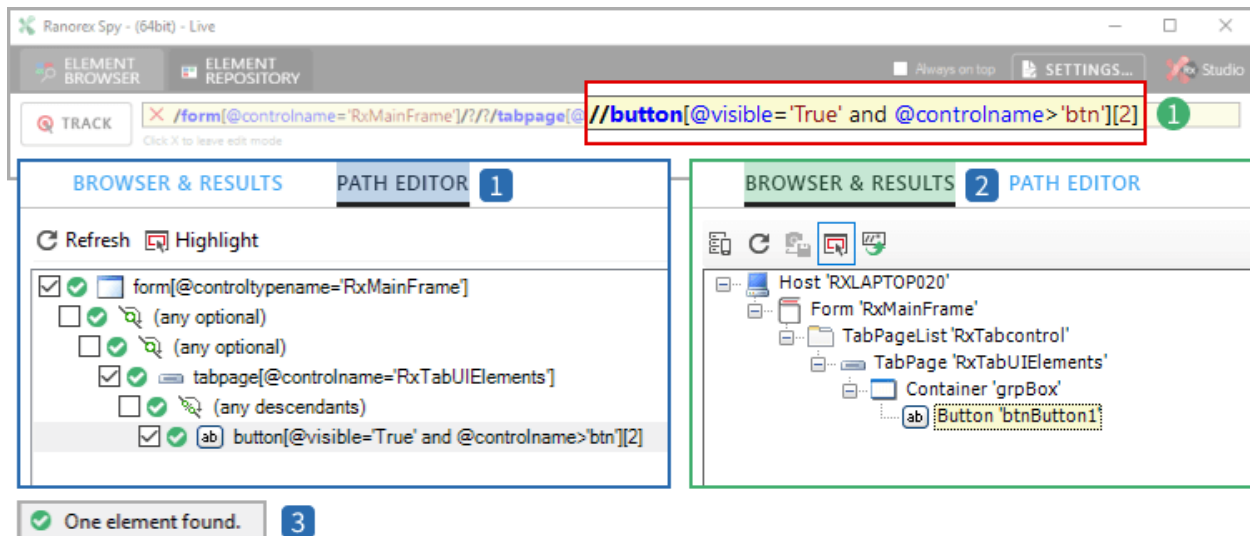 Ranorex Spy - (64bit) - Live
ELEMENT BROWSER
ELEMENT REPOSITORY
Always on top
SETTINGS...
Rx Studio
TRACK
/form[@controlname='RxMainFrame']/?/?/tabpage[@
//button[@visible='True' and @controlname>'btn'][2]
1
Click X to leave edit mode
BROWSER & RESULTS
PATH EDITOR
1
Refresh
Highlight
form[@controltypename='RxMainFrame']
(any optional)
(any optional)
tabpage[@controlname='RxTabUIElements']
(any descendants)
ab button[@visible='True' and @controlname>'btn'][2]
BROWSER & RESULTS
2
PATH EDITOR
Host 'RXLAPTOP020'
Form 'RxMainFrame'
TabPageList 'RxTabcontrol'
TabPage 'RxTabUIElements'
Container 'grpBox'
ab Button 'btnButton1'
One element found.
3